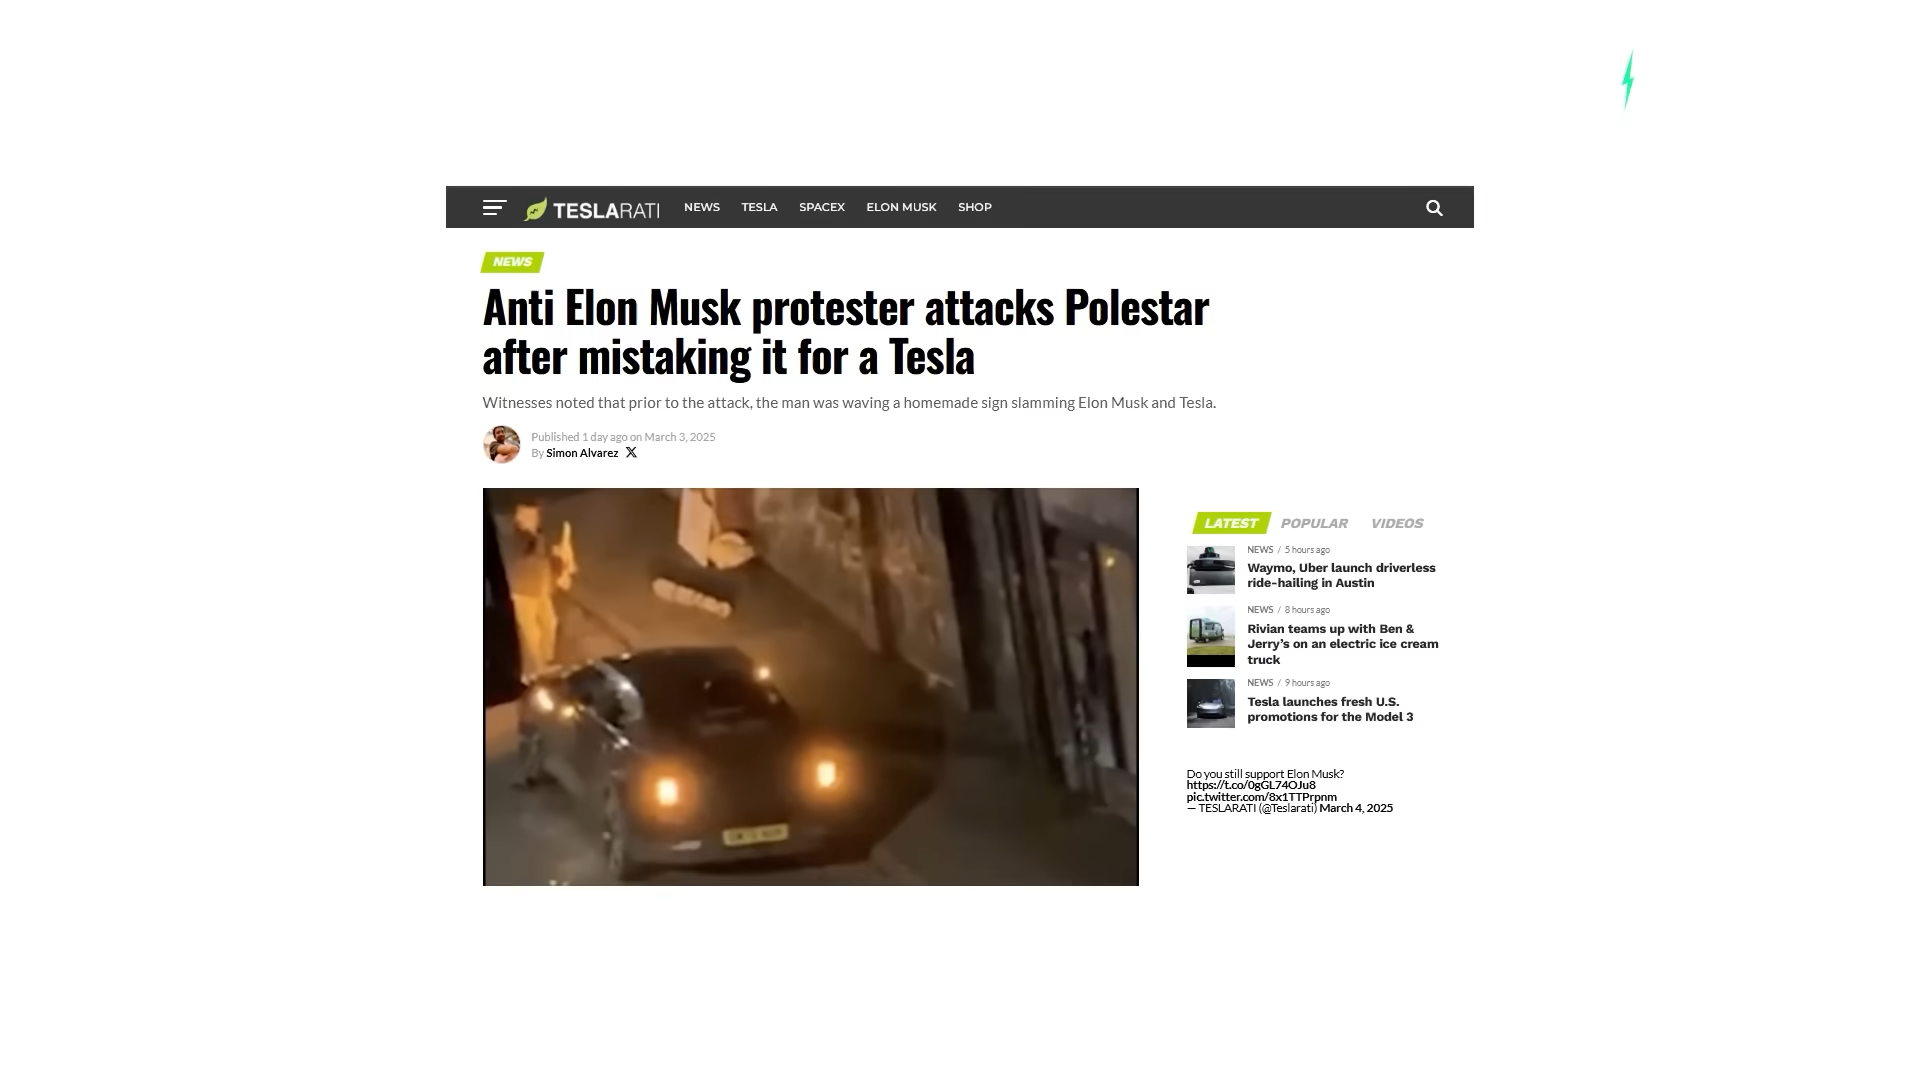 TESLARATI
NEWS TESLA SPACEX ELON MUSK SHOP
NEWS
Anti Elon Musk protester attacks Polestar
after mistaking it for a Tesla
Witnesses noted that prior to the attack, the man was waving a homemade sign slamming Elon Musk and Tesla.
Published 1 day ago on March 3, 2025
By Simon Alvarez X
LATEST POPULAR VIDEOS
NEWS / 5 hours ago
Waymo, Uber launch driverless
ride-hailing in Austin
NEWS / 8 hours ago
Rivian teams up with Ben &
Jerry’s on an electric ice cream
truck
NEWS / 9 hours ago
Tesla launches fresh U.S.
promotions for the Model 3
Do you still support Elon Musk?
https://t.co/0gGL74OJu8
pic.twitter.com/8x1TTPrpnm
— TESLARATI (@Teslarati) March 4, 2025